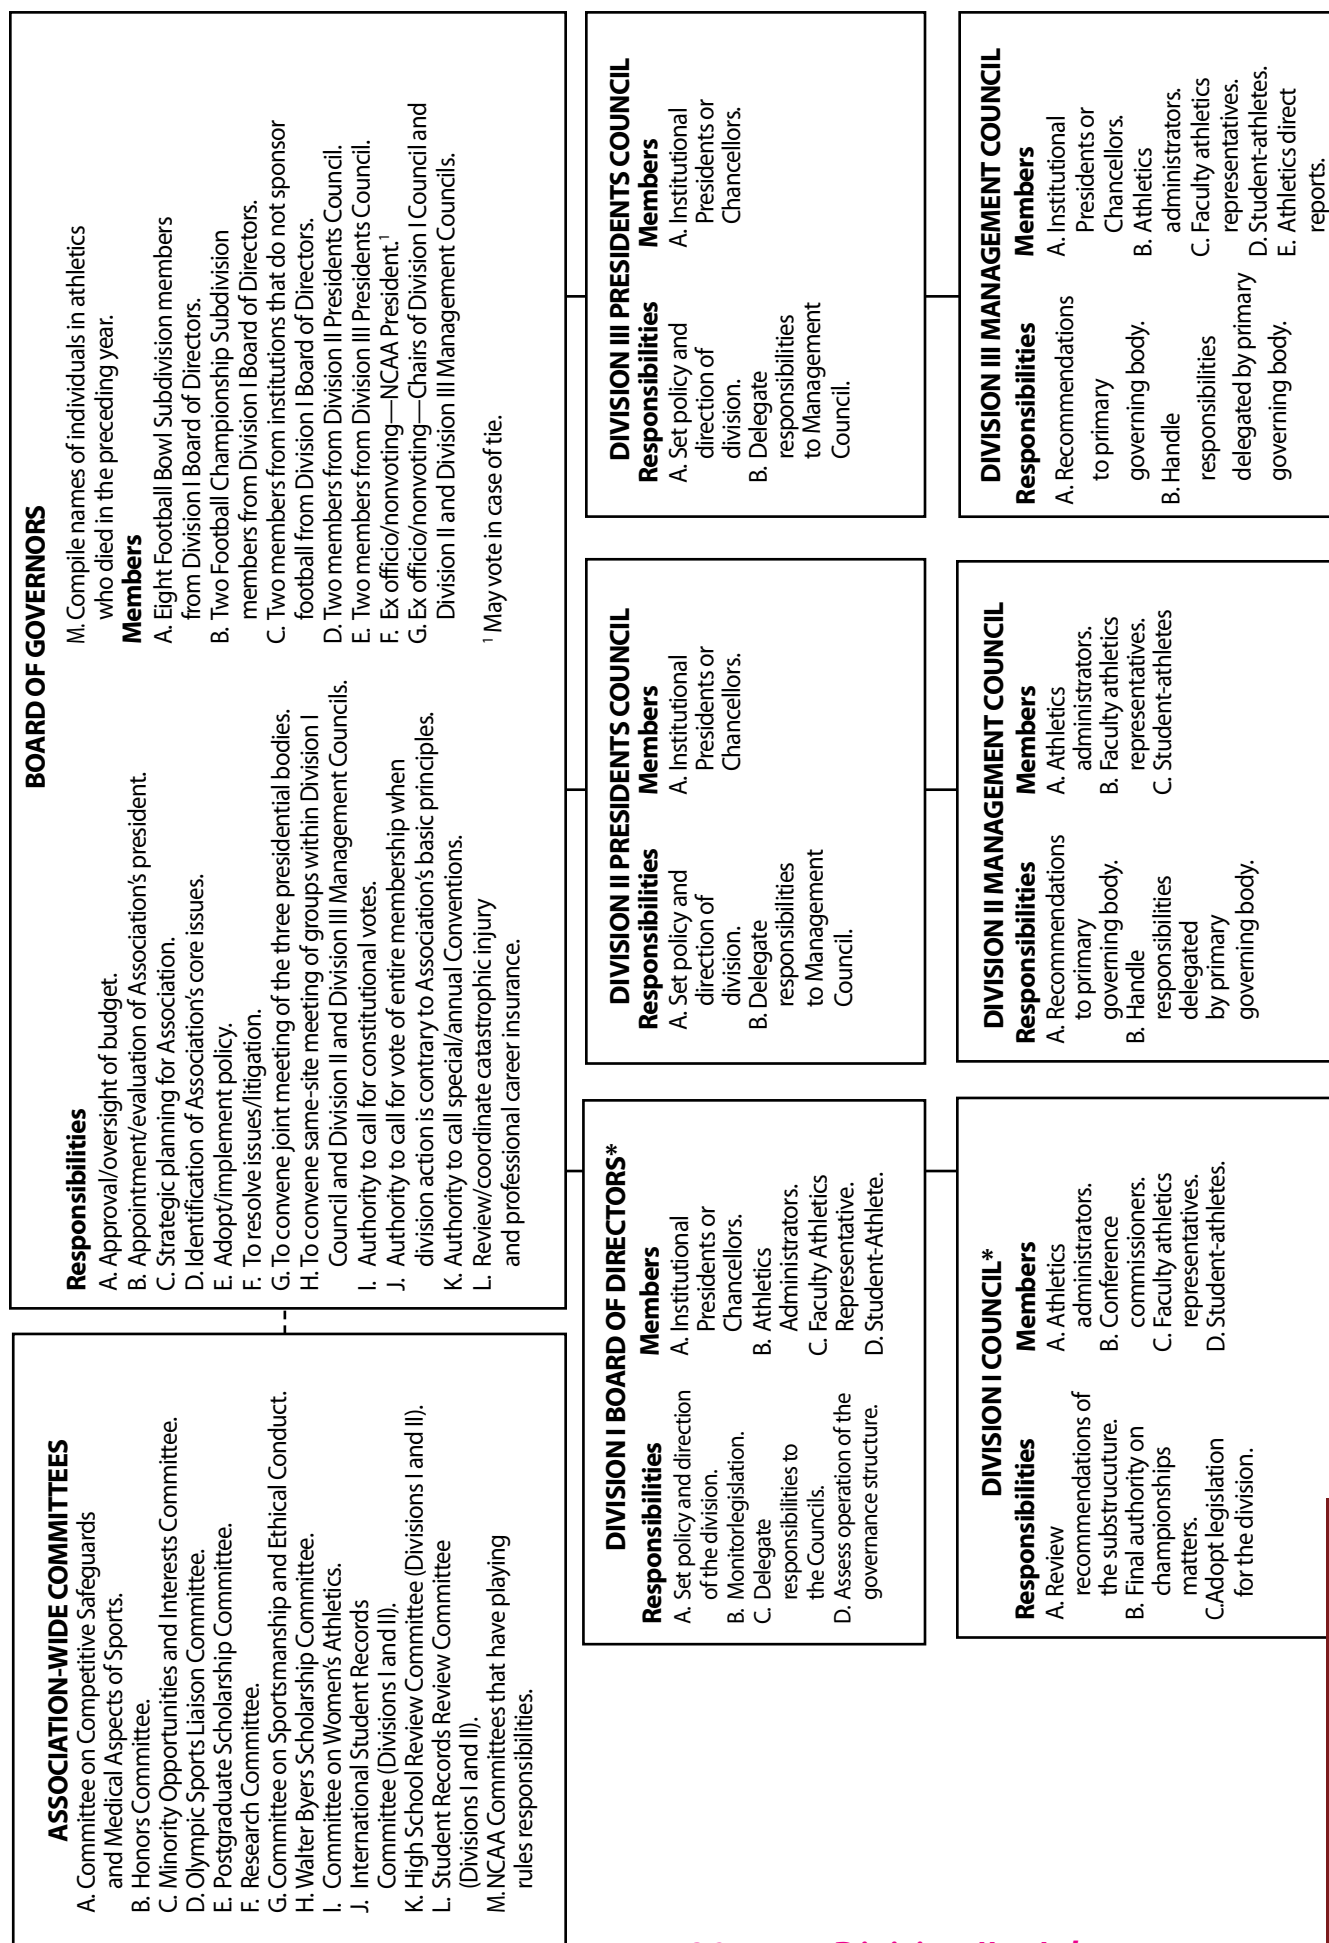 ASSOCIATION-WIDE COMMITTEES
A. Committee on Competitive Safeguards
and Medical Aspects of Sports.
B. Honors Committee.
C. Minority Opportunities and Interests Committee.
D. Olympic Sports Liaison Committee.
E. Postgraduate Scholarship Committee.
F. Research Committee.
G. Committee on Sportsmanship and Ethical Conduct.
H. Walter Byers Scholarship Committee.
I. Committee on Women's Athletics.
J. International Student Records
Committee (Divisions I and II).
K. High School Review Committee (Divisions I and II).
L. Student Records Review Committee
(Divisions I and II).
M. NCAA Committees that have playing
rules responsibilities.
BOARD OF GOVERNORS
Responsibilities
A. Approval/oversight of budget.
B. Appointment/evaluation of Association's president.
C. Strategic planning for Association.
D. Identification of Association's core issues.
E. Adopt/implement policy.
F. To resolve issues/litigation.
G. To convene joint meeting of the three presidential bodies.
H. To convene same-site meeting of groups within Division I
Council and Division II and Division III Management Councils.
I. Authority to call for constitutional votes.
J. Authority to call for vote of entire membership when
division action is contrary to Association's basic principles.
K. Authority to call special/annual Conventions.
L. Review/coordinate catastrophic injury
and professional career insurance.
M. Compile names of individuals in athletics
who died in the preceding year.
Members
A. Eight Football Bowl Subdivision members
from Division I Board of Directors.
B. Two Football Championship Subdivision
members from Division I Board of Directors.
C. Two members from institutions that do not sponsor
football from Division I Board of Directors.
D. Two members from Division II Presidents Council.
E. Two members from Division III Presidents Council.
F. Ex officio/nonvoting—NCAA President.¹
G. Ex officio/nonvoting—Chairs of Division I Council and
Division II and Division III Management Councils.
¹ May vote in case of tie.
DIVISION I BOARD OF DIRECTORS*
Responsibilities
A. Set policy and direction
of the division.
B. Monitorlegislation.
C. Delegate
responsibilities to
the Councils.
D. Assess operation of the
governance structure.
Members
A. Institutional
Presidents or
Chancellors.
B. Athletics
Administrators.
C. Faculty Athletics
Representative.
D. Student-Athlete.
DIVISION II PRESIDENTS COUNCIL
Responsibilities
A. Set policy and
direction of
division.
B. Delegate
responsibilities
to Management
Council.
Members
A. Institutional
Presidents or
Chancellors.
DIVISION III PRESIDENTS COUNCIL
Responsibilities
A. Set policy and
direction of
division.
B. Delegate
responsibilities
to Management
Council.
Members
A. Institutional
Presidents or
Chancellors.
DIVISION I COUNCIL*
Responsibilities
A. Review
recommendations of
the substrucuture.
B. Final authority on
championships
matters.
C.Adopt legislation
for the division.
Members
A. Athletics
administrators.
B. Conference
commissioners.
C. Faculty athletics
representatives.
D. Student-athletes.
DIVISION II MANAGEMENT COUNCIL
Responsibilities
A. Recommendations
to primary
governing body.
B. Handle
responsibilities
delegated
by primary
governing body.
Members
A. Athletics
administrators.
B. Faculty athletics
representatives.
C. Student-athletes
DIVISION III MANAGEMENT COUNCIL
Responsibilities
A. Recommendations
to primary
governing body.
B. Handle
responsibilities
delegated by primary
governing body.
Members
A. Institutional
Presidents or
Chancellors.
B. Athletics
administrators.
C. Faculty athletics
representatives.
D. Student-athletes.
E. Athletics direct
reports.